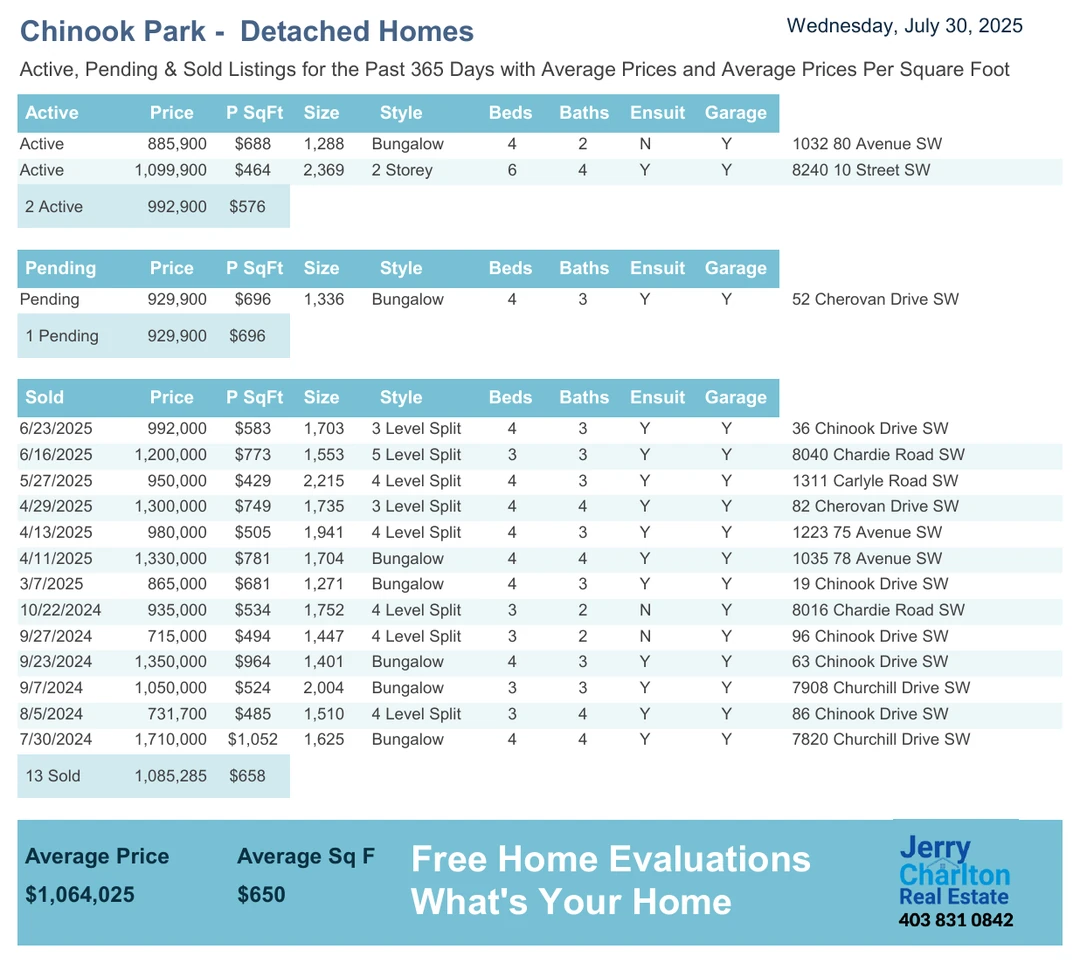 Chinook Park - Detached Homes
Wednesday, July 30, 2025
Active, Pending & Sold Listings for the Past 365 Days with Average Prices and Average Prices Per Square Foot
Active Price P SqFt Size Style Beds Baths Ensuit Garage
Active 885,900 $688 1,288 Bungalow 4 2 N Y 1032 80 Avenue SW
Active 1,099,900 $464 2,369 2 Storey 6 4 Y Y 8240 10 Street SW
2 Active 992,900 $576
Pending Price P SqFt Size Style Beds Baths Ensuit Garage
Pending 929,900 $696 1,336 Bungalow 4 3 Y Y 52 Cherovan Drive SW
1 Pending 929,900 $696
Sold Price P SqFt Size Style Beds Baths Ensuit Garage
6/23/2025 992,000 $583 1,703 3 Level Split 4 3 Y Y 36 Chinook Drive SW
6/16/2025 1,200,000 $773 1,553 5 Level Split 3 3 Y Y 8040 Chardie Road SW
5/27/2025 950,000 $429 2,215 4 Level Split 4 3 Y Y 1311 Carlyle Road SW
4/29/2025 1,300,000 $749 1,735 3 Level Split 4 4 Y Y 82 Cherovan Drive SW
4/13/2025 980,000 $505 1,941 4 Level Split 4 3 Y Y 1223 75 Avenue SW
4/11/2025 1,330,000 $781 1,704 Bungalow 4 4 Y Y 1035 78 Avenue SW
3/7/2025 865,000 $681 1,271 Bungalow 4 3 Y Y 19 Chinook Drive SW
10/22/2024 935,000 $534 1,752 4 Level Split 3 2 N Y 8016 Chardie Road SW
9/27/2024 715,000 $494 1,447 4 Level Split 3 2 N Y 96 Chinook Drive SW
9/23/2024 1,350,000 $964 1,401 Bungalow 4 3 Y Y 63 Chinook Drive SW
9/7/2024 1,050,000 $524 2,004 Bungalow 3 3 Y Y 7908 Churchill Drive SW
8/5/2024 731,700 $485 1,510 4 Level Split 3 4 Y Y 86 Chinook Drive SW
7/30/2024 1,710,000 $1,052 1,625 Bungalow 4 4 Y Y 7820 Churchill Drive SW
13 Sold 1,085,285 $658
Average Price Average Sq F
$1,064,025 $650
Free Home Evaluations
What's Your Home
Jerry
Charlton
Real Estate
403 831 0842